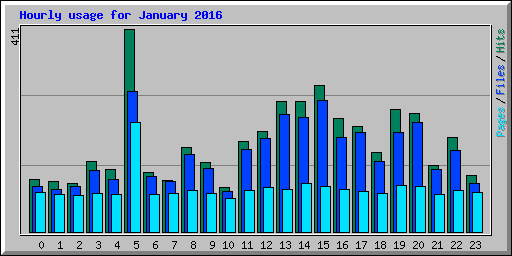 Hourly usage for January 2016
411
Pages / Files / Hits
0 1 2 3 4 5 6 7 8 9 10 11 12 13 14 15 16 17 18 19 20 21 22 23